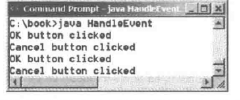 Command Prompt - java HandleEvent
C:\book>java HandleEvent
OK button clicked
Cancel button clicked
OK button clicked
Cancel button clicked